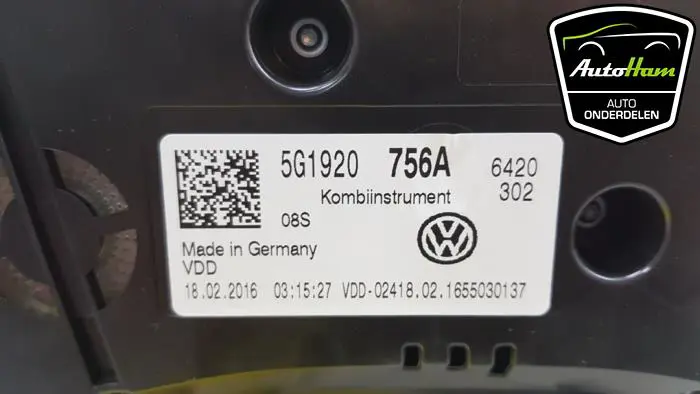 AutoHam
AUTO
ONDERDELEN
5G1920 756A 6420
Kombiinstrument 302
08S
Made in Germany
VDD
18.02.2016 03:15:27 VDD-02418.02.1655030137